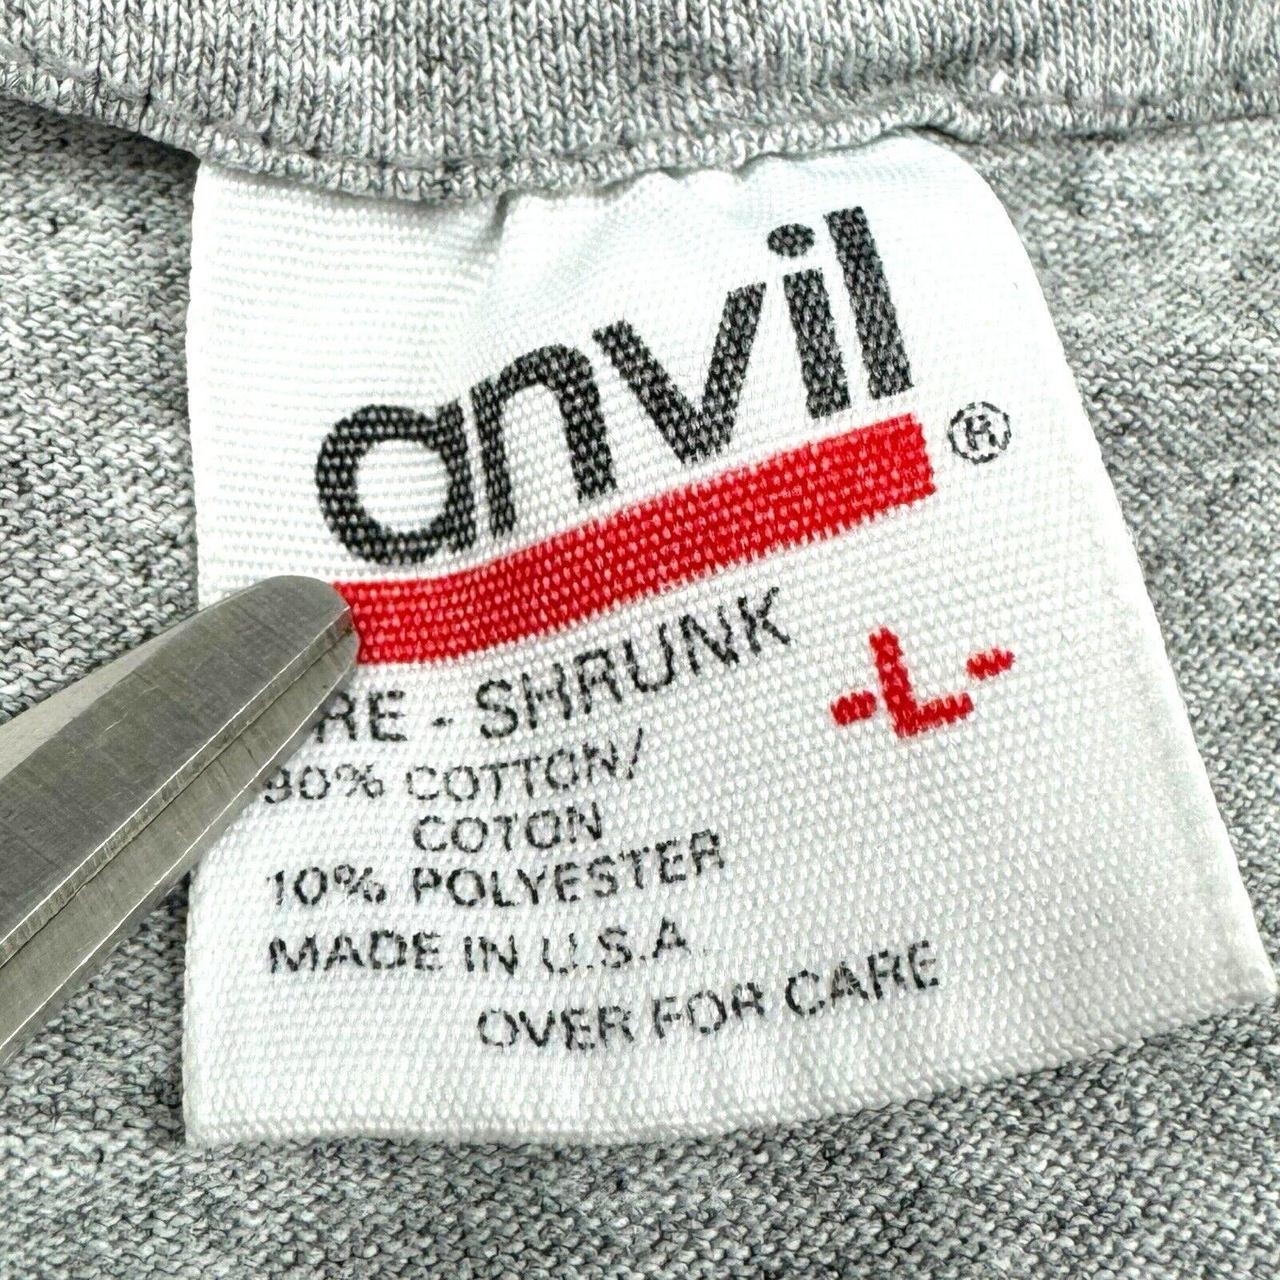 anvil®
RE - SHRUNK
-L-
90% COTTON/
COTON
10% POLYESTER
MADE IN U.S.A.
OVER FOR CARE